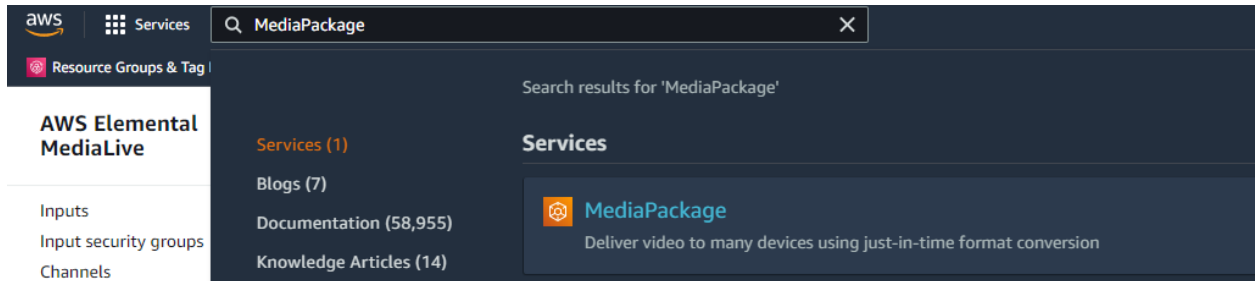 aws
Services
MediaPackage
Resource Groups & Tag
Search results for 'MediaPackage'
AWS Elemental
MediaLive
Inputs
Input security groups
Channels
Services (1)
Blogs (7)
Documentation (58,955)
Knowledge Articles (14)
Services
MediaPackage
Deliver video to many devices using just-in-time format conversion